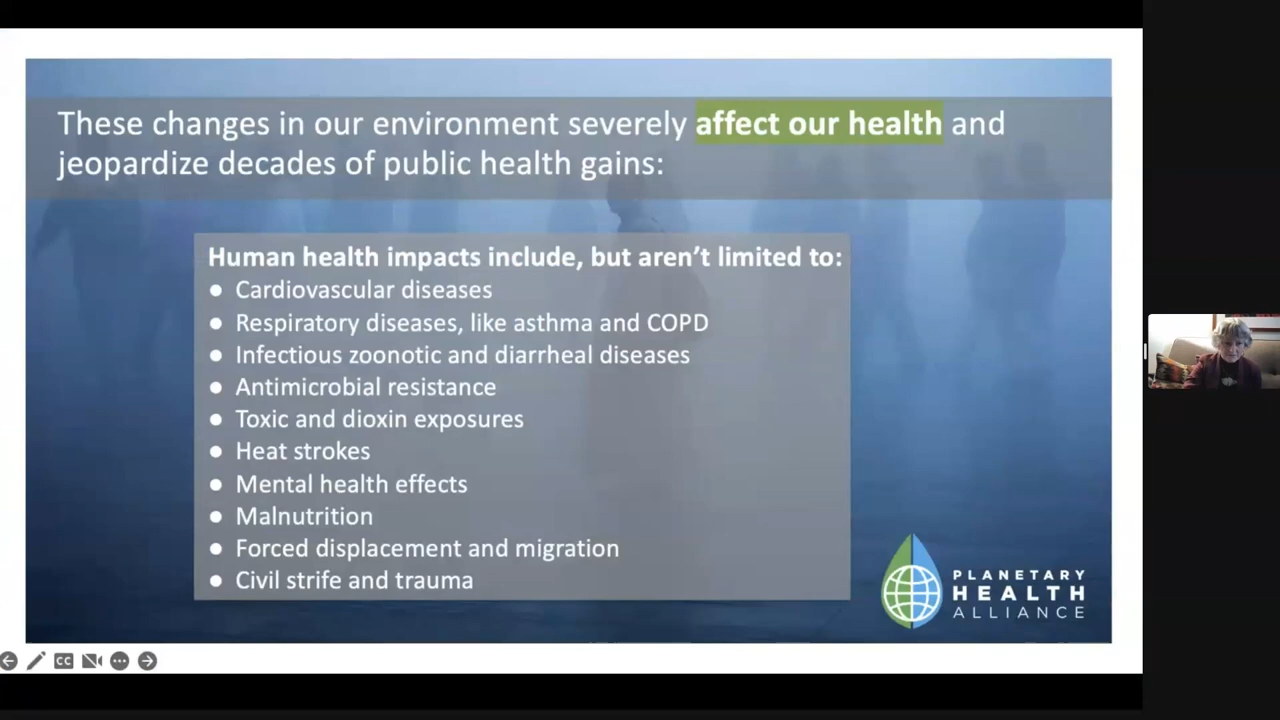 These changes in our environment severely affect our health and
jeopardize decades of public health gains:
Human health impacts include, but aren't limited to:
● Cardiovascular diseases
● Respiratory diseases, like asthma and COPD
● Infectious zoonotic and diarrheal diseases
● Antimicrobial resistance
● Toxic and dioxin exposures
● Heat strokes
● Mental health effects
● Malnutrition
● Forced displacement and migration
● Civil strife and trauma
PLANETARY
HEALTH
ALLIANCE
CC